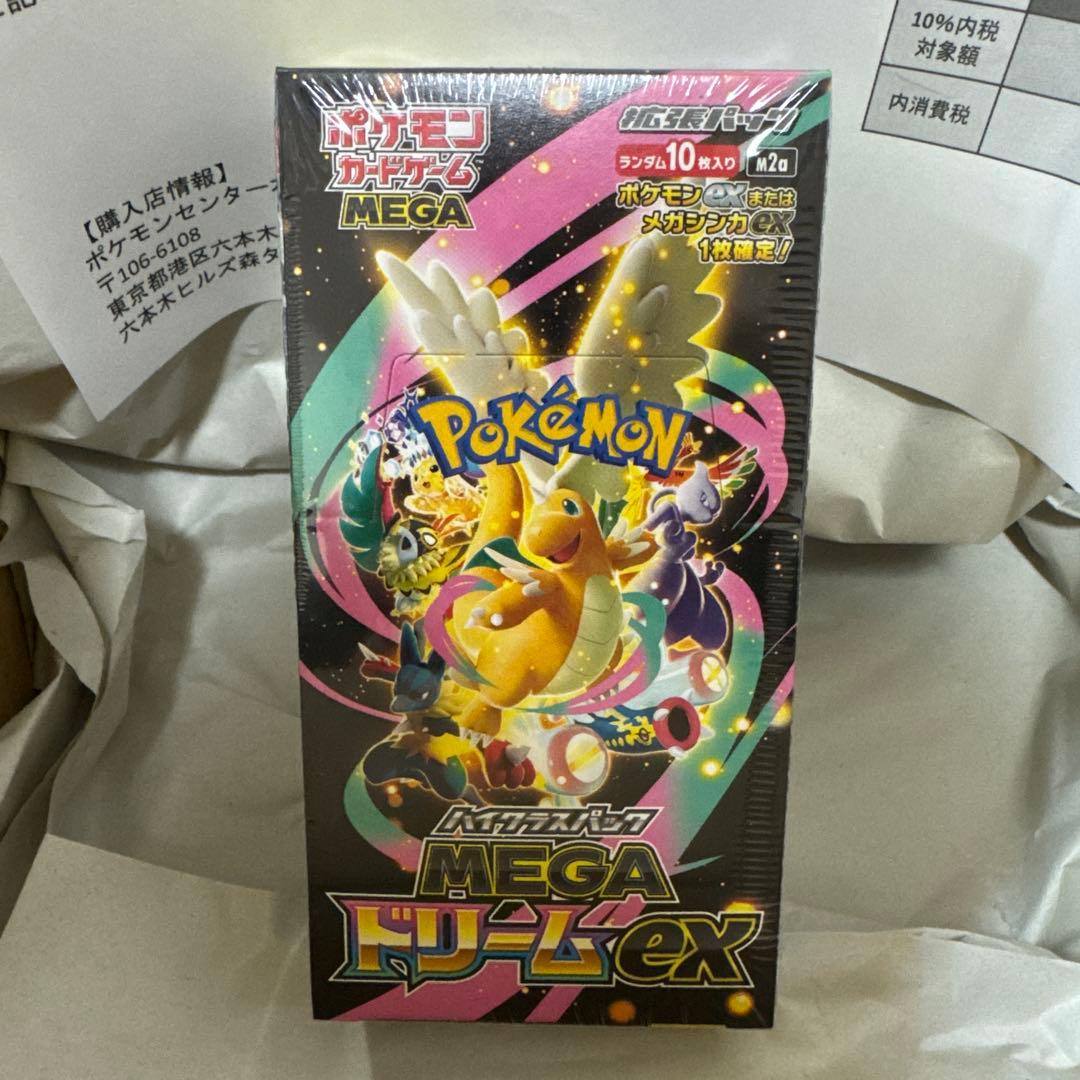 10%内税
対象額
内消費税
【購入店情報】
ポケモンセンター
〒106-6108
東京都港区六本木
六本木ヒルズ森タ
ポケモン
カードゲーム
MEGA
拡張パック
ランダム10枚入り M2a
ポケモンexまたは
メガシンカex
1枚確定!
POKéMON
ハイクラスパック
MEGA
ドリームex